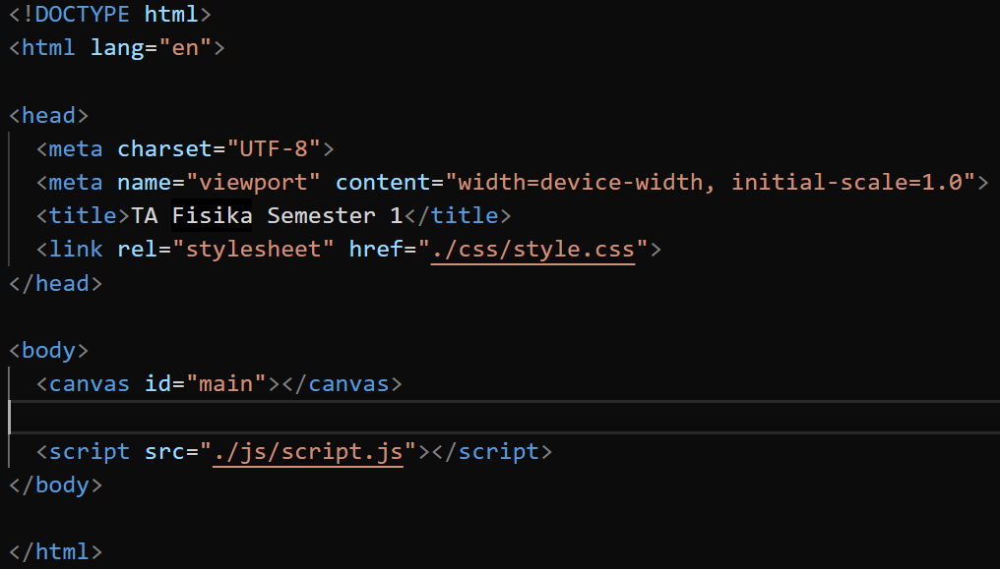 <!DOCTYPE html>
<html lang="en">
<head>
<meta charset="UTF-8">
<meta name="viewport" content="width=device-width, initial-scale=1.0">
<title>TA Fisika Semester 1</title>
<link rel="stylesheet" href="./css/style.css">
</head>
<body>
<canvas id="main"></canvas>
<script src="./js/script.js"></script>
</body>
</html>